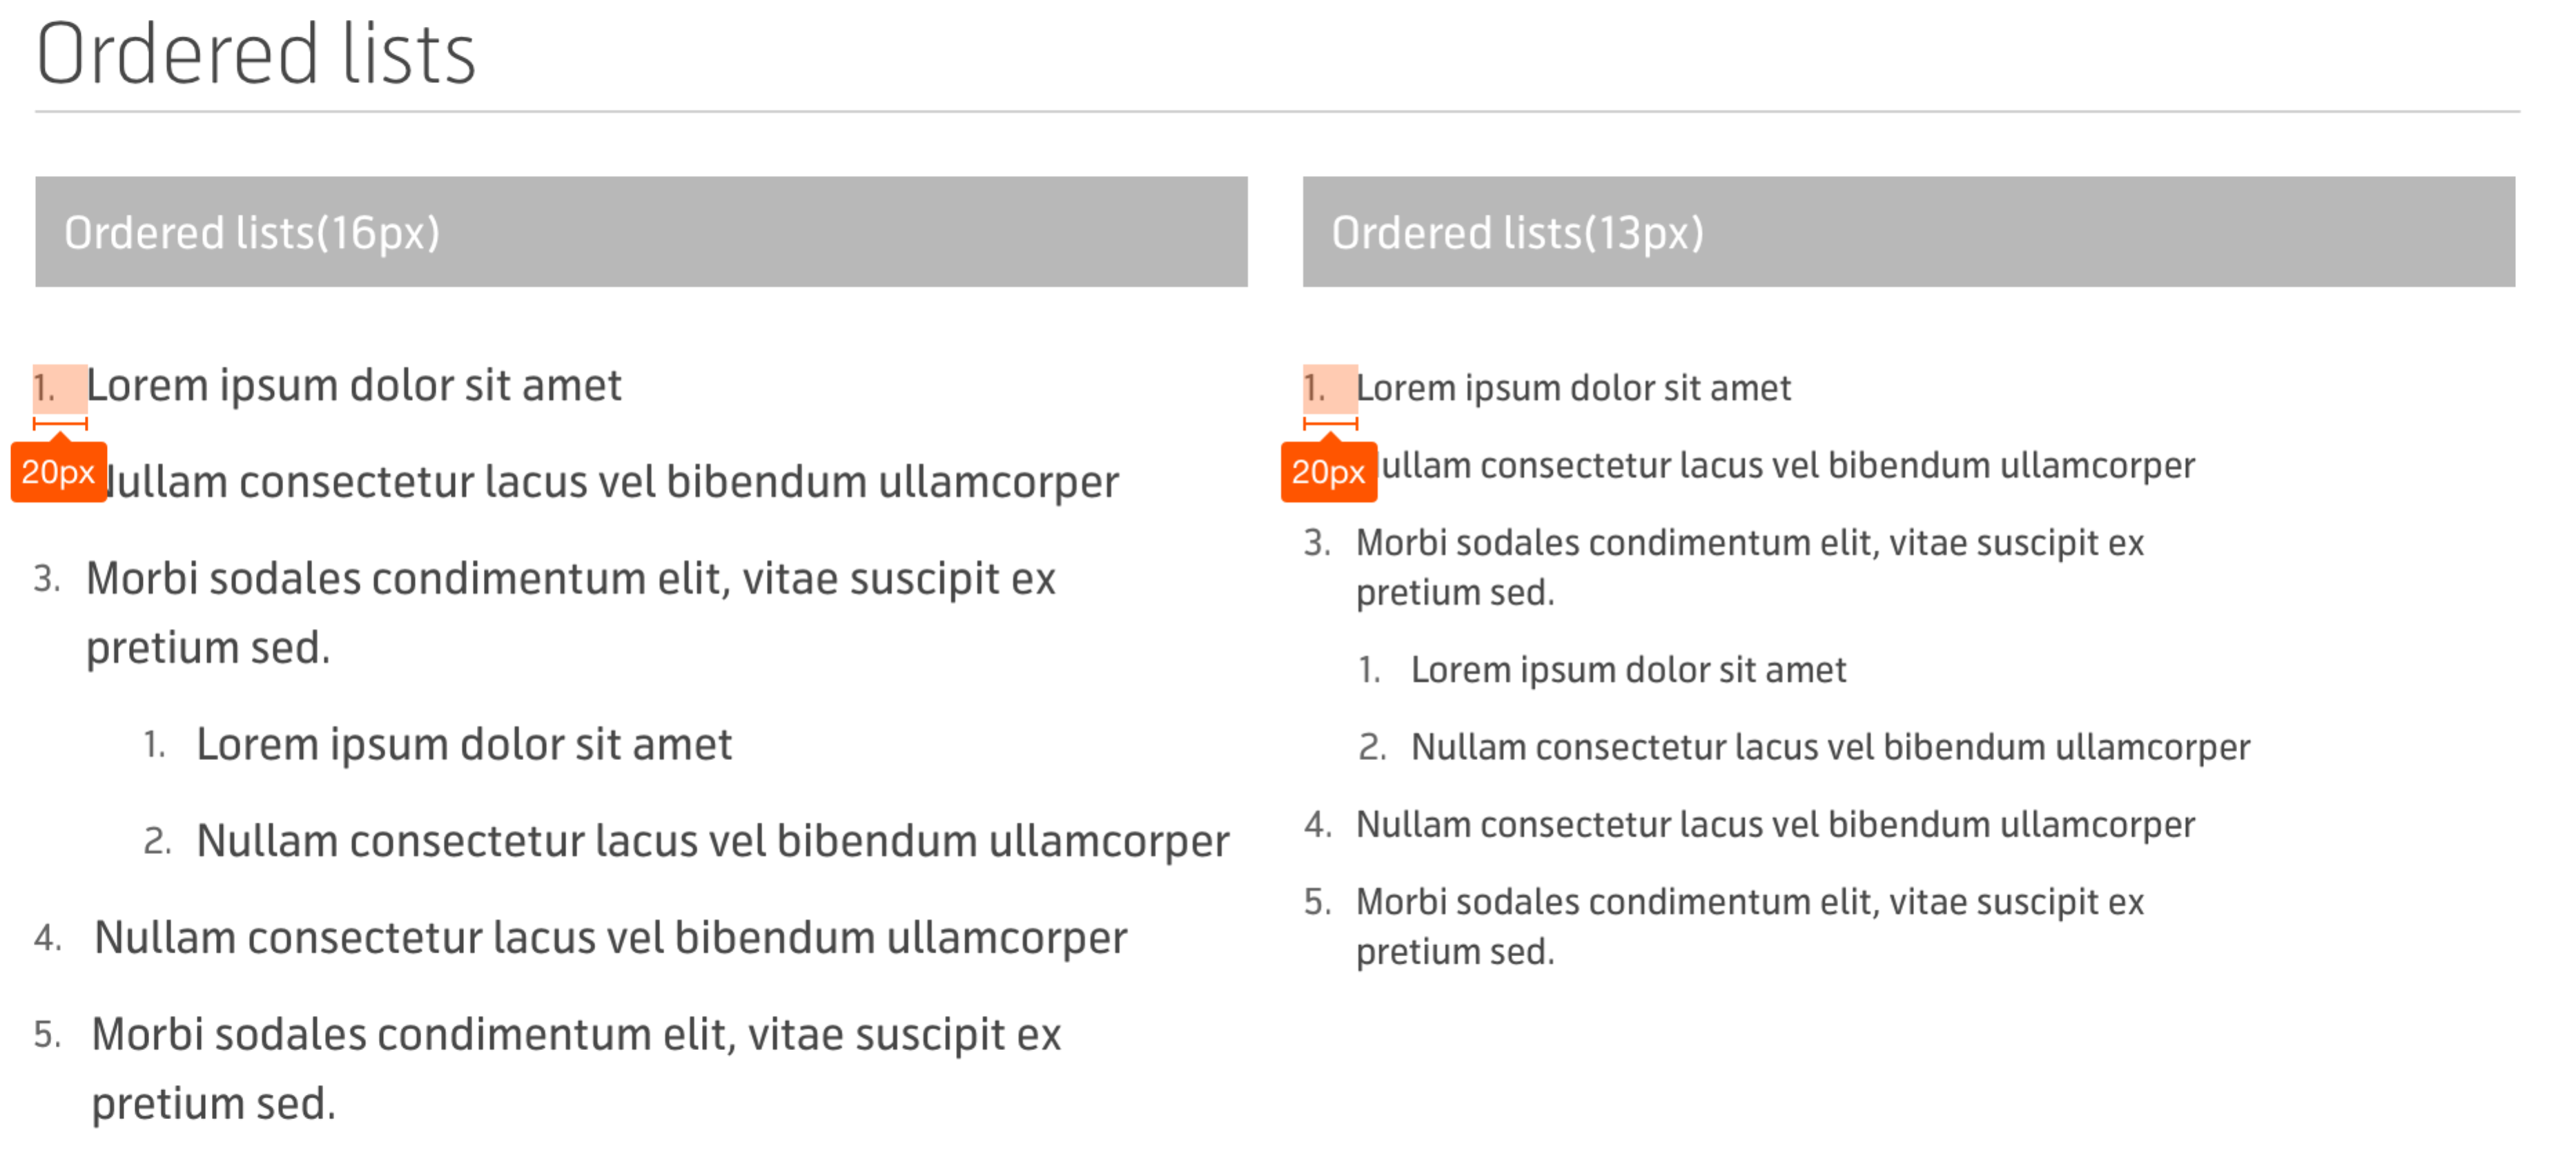 Ordered lists
Ordered lists(16px)
1. Lorem ipsum dolor sit amet
20px
ullam consectetur lacus vel bibendum ullamcorper
3. Morbi sodales condimentum elit, vitae suscipit ex
pretium sed.
1. Lorem ipsum dolor sit amet
2. Nullam consectetur lacus vel bibendum ullamcorper
4. Nullam consectetur lacus vel bibendum ullamcorper
5. Morbi sodales condimentum elit, vitae suscipit ex
pretium sed.
Ordered lists(13px)
1. Lorem ipsum dolor sit amet
20px
ullam consectetur lacus vel bibendum ullamcorper
3. Morbi sodales condimentum elit, vitae suscipit ex
pretium sed.
1. Lorem ipsum dolor sit amet
2. Nullam consectetur lacus vel bibendum ullamcorper
4. Nullam consectetur lacus vel bibendum ullamcorper
5. Morbi sodales condimentum elit, vitae suscipit ex
pretium sed.